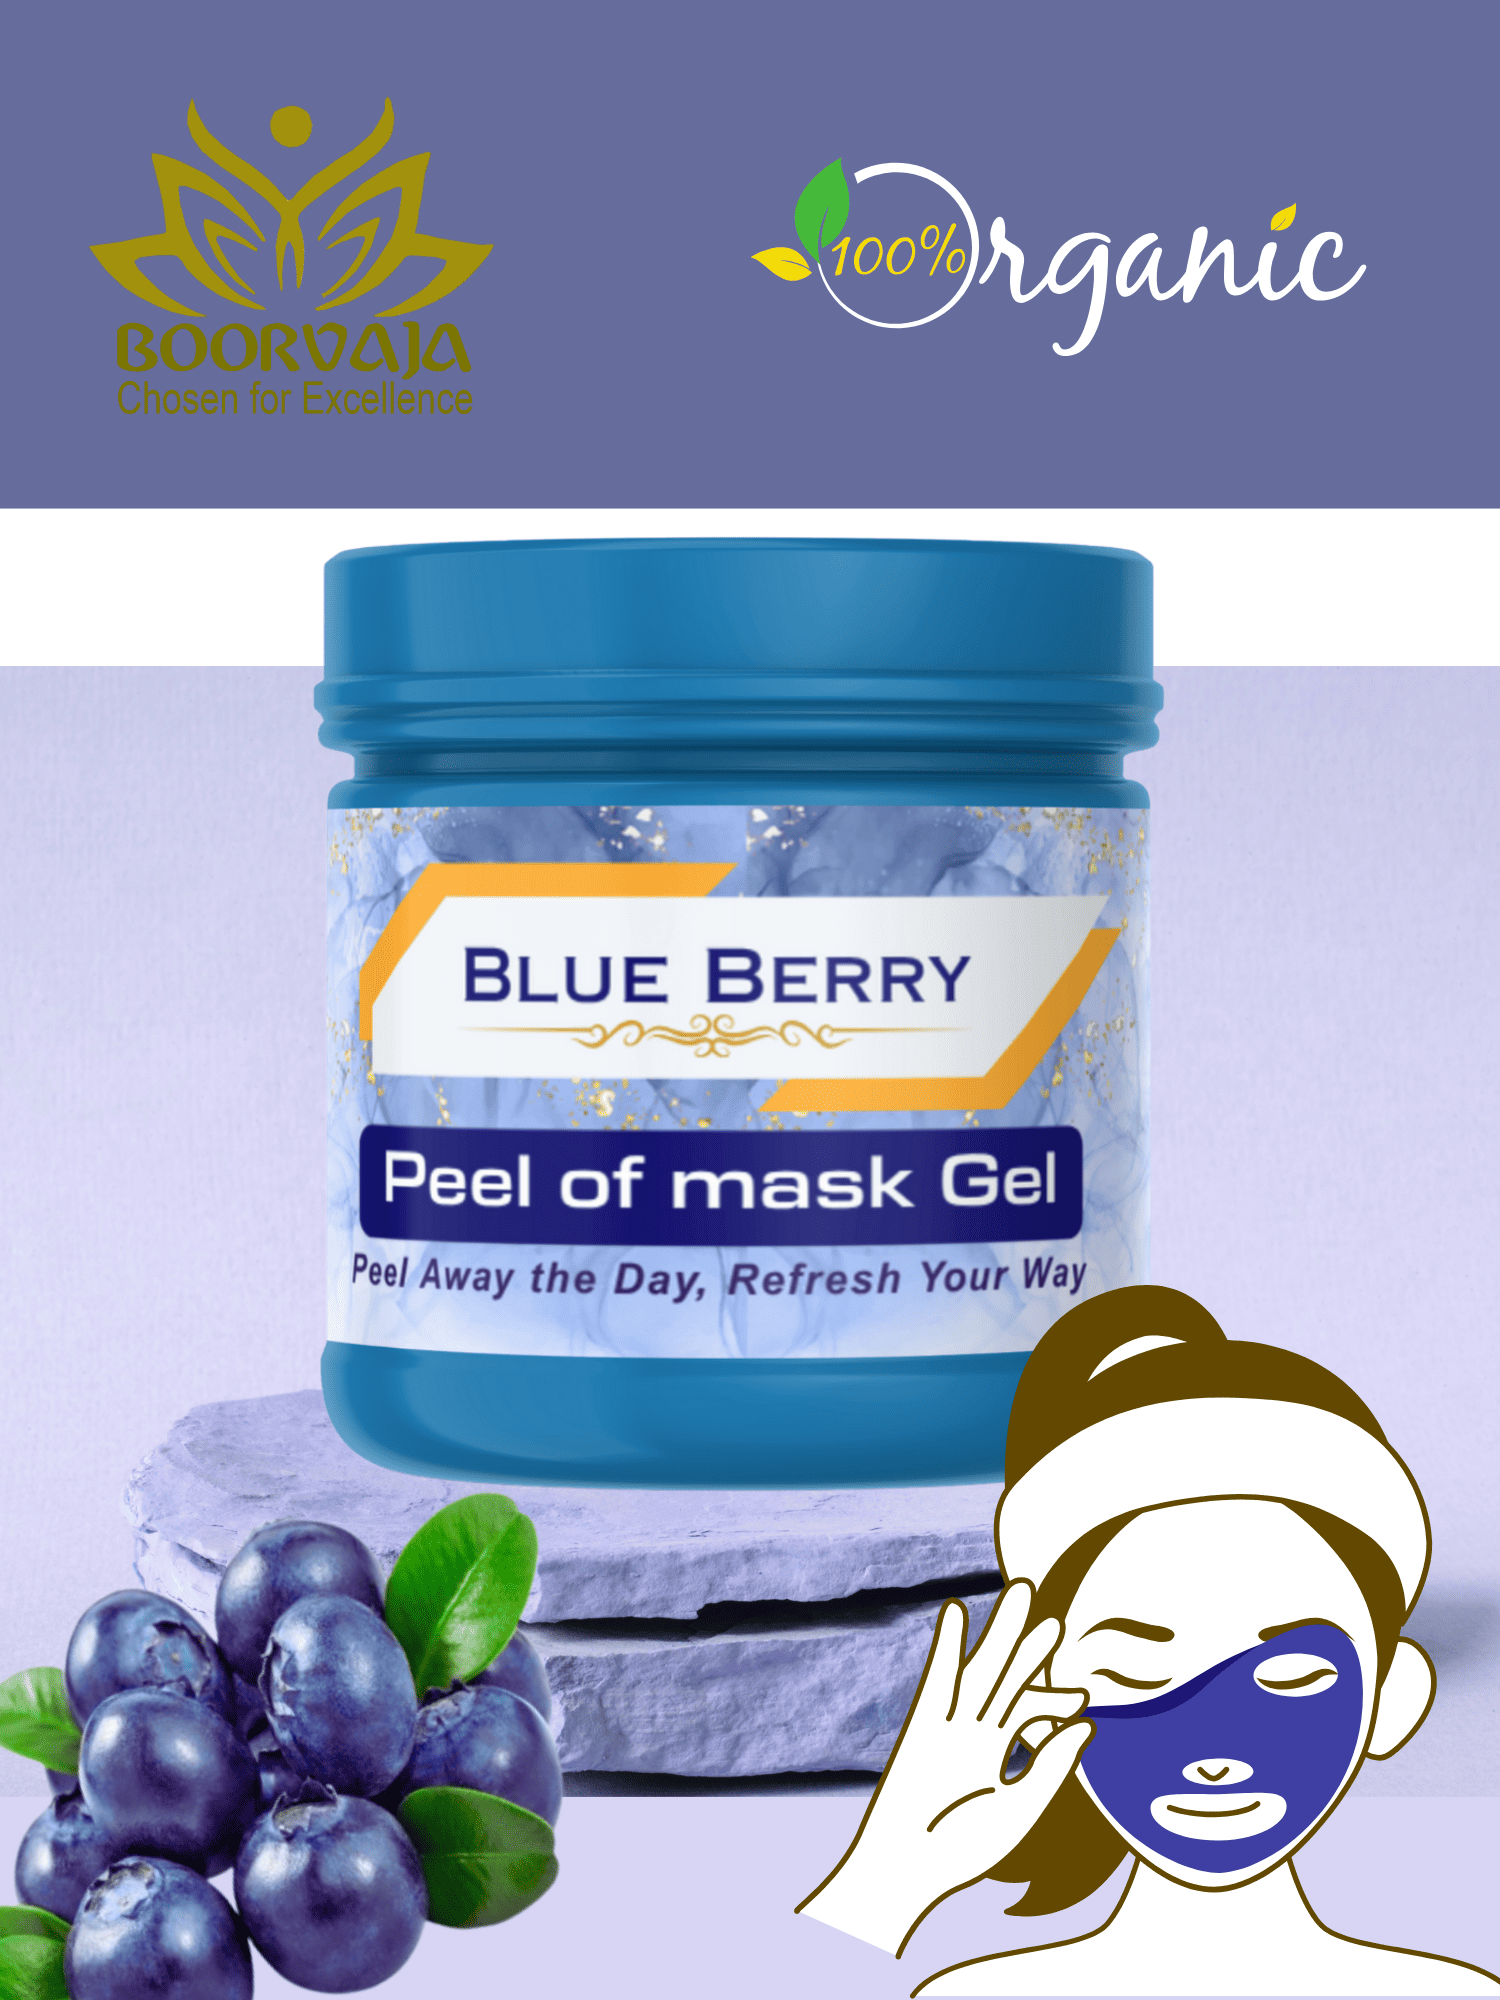 BOORVAJA
Chosen for Excellence
100% Organic
BLUE BERRY
Peel of mask Gel
Peel Away the Day, Refresh Your Way